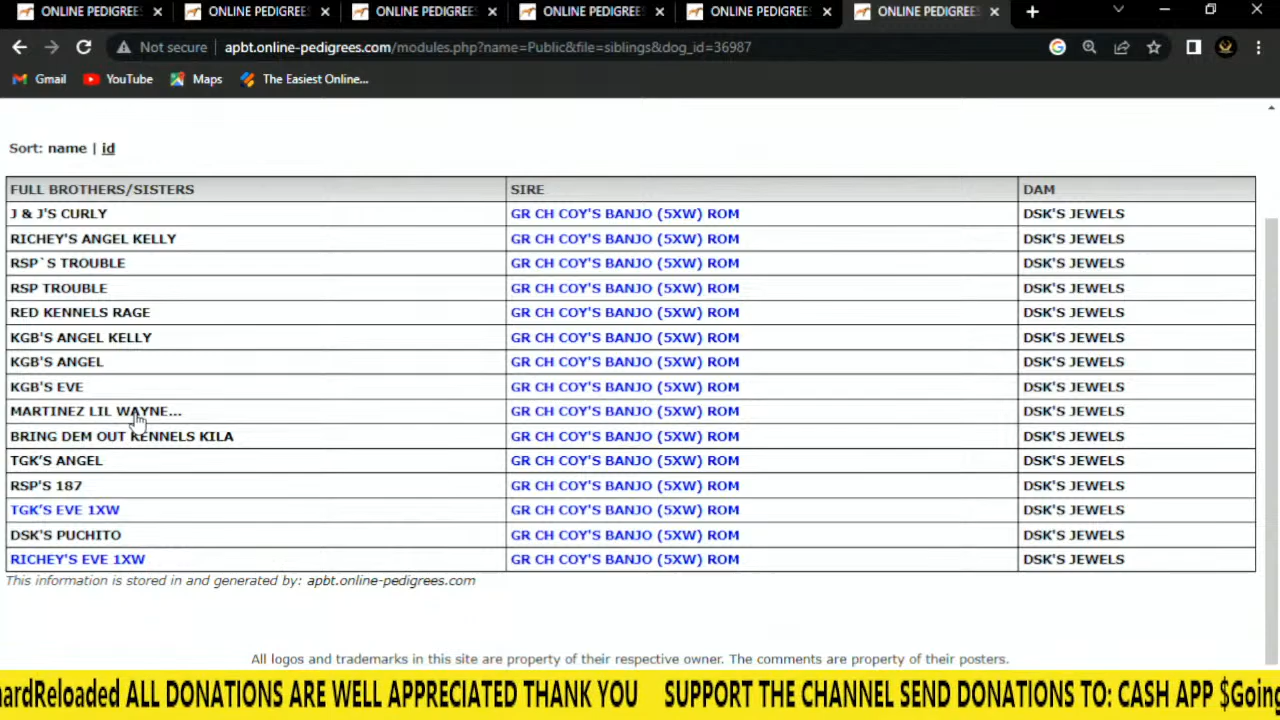 ONLINE PEDIGREES ONLINE PEDIGREES ONLINE PEDIGREES ONLINE PEDIGREES ONLINE PEDIGREES ONLINE PEDIGREES
Not secure apbt.online-pedigrees.com/modules.php?name=Public&file=siblings&dog_id=36987
Gmail YouTube Maps The Easiest Online...
Sort: name | id
FULL BROTHERS/SISTERS SIRE DAM
J & J'S CURLY GR CH COY'S BANJO (5XW) ROM DSK'S JEWELS
RICHEY'S ANGEL KELLY GR CH COY'S BANJO (5XW) ROM DSK'S JEWELS
RSP`S TROUBLE GR CH COY'S BANJO (5XW) ROM DSK'S JEWELS
RSP TROUBLE GR CH COY'S BANJO (5XW) ROM DSK'S JEWELS
RED KENNELS RAGE GR CH COY'S BANJO (5XW) ROM DSK'S JEWELS
KGB'S ANGEL KELLY GR CH COY'S BANJO (5XW) ROM DSK'S JEWELS
KGB'S ANGEL GR CH COY'S BANJO (5XW) ROM DSK'S JEWELS
KGB'S EVE GR CH COY'S BANJO (5XW) ROM DSK'S JEWELS
MARTINEZ LIL WAYNE... GR CH COY'S BANJO (5XW) ROM DSK'S JEWELS
BRING DEM OUT KENNELS KILA GR CH COY'S BANJO (5XW) ROM DSK'S JEWELS
TGK'S ANGEL GR CH COY'S BANJO (5XW) ROM DSK'S JEWELS
RSP'S 187 GR CH COY'S BANJO (5XW) ROM DSK'S JEWELS
TGK'S EVE 1XW GR CH COY'S BANJO (5XW) ROM DSK'S JEWELS
DSK'S PUCHITO GR CH COY'S BANJO (5XW) ROM DSK'S JEWELS
RICHEY'S EVE 1XW GR CH COY'S BANJO (5XW) ROM DSK'S JEWELS
This information is stored in and generated by: apbt.online-pedigrees.com
All logos and trademarks in this site are property of their respective owner. The comments are property of their posters.
hardReloaded ALL DONATIONS ARE WELL APPRECIATED THANK YOU SUPPORT THE CHANNEL SEND DONATIONS TO: CASH APP $Going